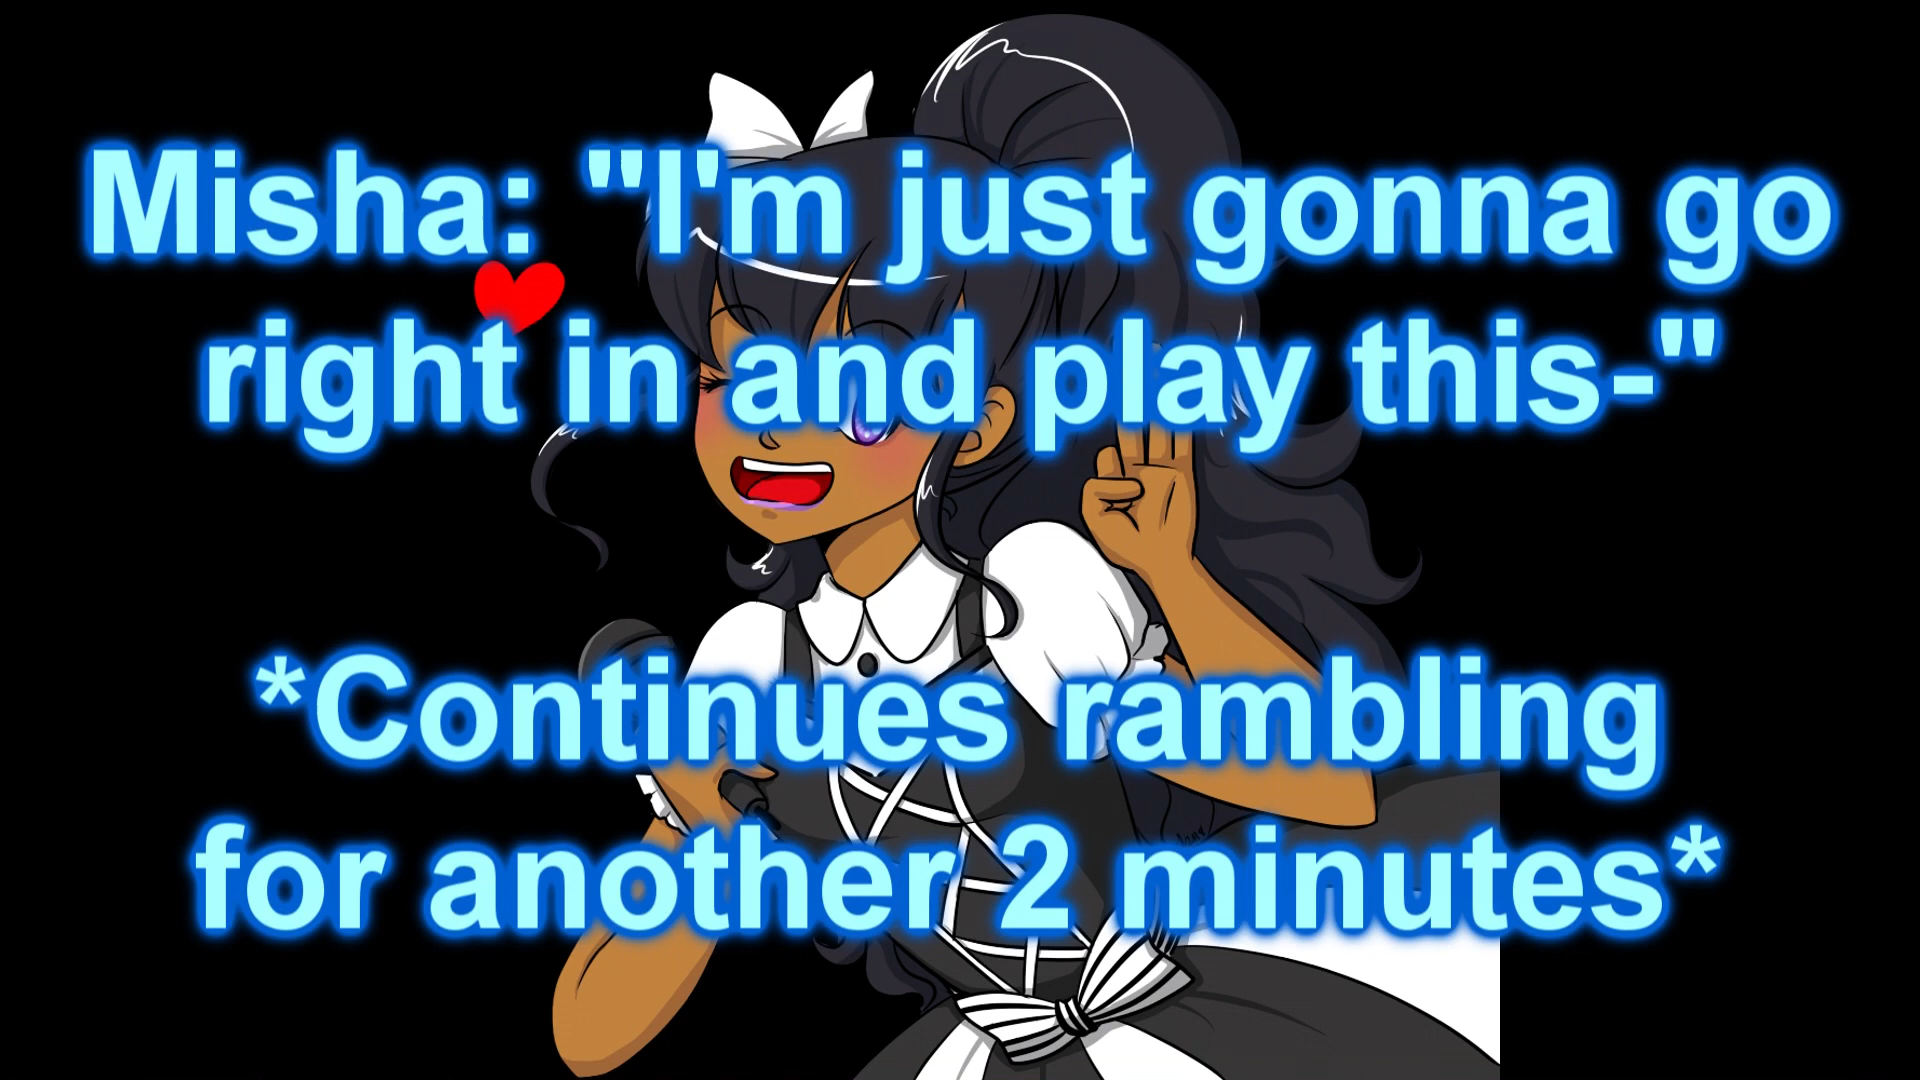 Misha: "I'm just gonna go
right in and play this-"
*Continues rambling
for another 2 minutes*